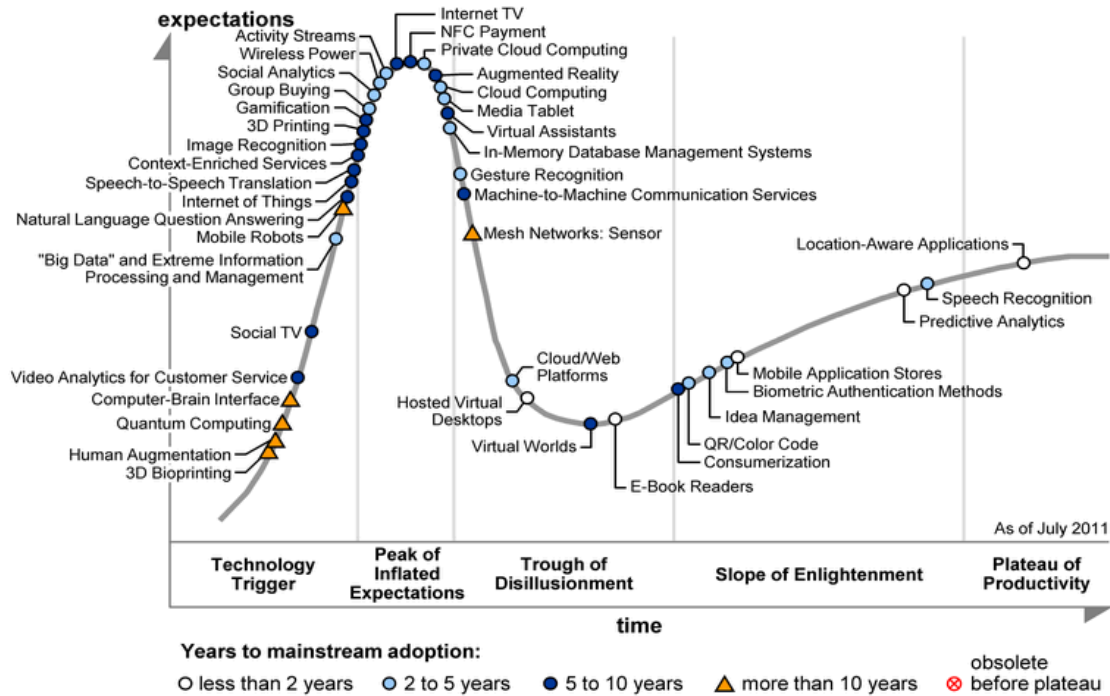 expectations
Activity Streams
Wireless Power
Social Analytics
Group Buying
Gamification
3D Printing
Image Recognition
Context-Enriched Services
Speech-to-Speech Translation
Internet of Things
Natural Language Question Answering
Mobile Robots
"Big Data" and Extreme Information
Processing and Management
Social TV
Video Analytics for Customer Service
Computer-Brain Interface
Quantum Computing
Human Augmentation
3D Bioprinting
Internet TV
NFC Payment
Private Cloud Computing
Augmented Reality
Cloud Computing
Media Tablet
Virtual Assistants
In-Memory Database Management Systems
Gesture Recognition
Machine-to-Machine Communication Services
Mesh Networks: Sensor
Cloud/Web
Platforms
Hosted Virtual
Desktops
Virtual Worlds
E-Book Readers
Location-Aware Applications
Speech Recognition
Predictive Analytics
Mobile Application Stores
Biometric Authentication Methods
Idea Management
QR/Color Code
Consumerization
As of July 2011
Technology
Trigger
Peak of
Inflated
Expectations
Trough of
Disillusionment
Slope of Enlightenment
Plateau of
Productivity
time
Years to mainstream adoption:
less than 2 years
2 to 5 years
5 to 10 years
more than 10 years
obsolete
before plateau